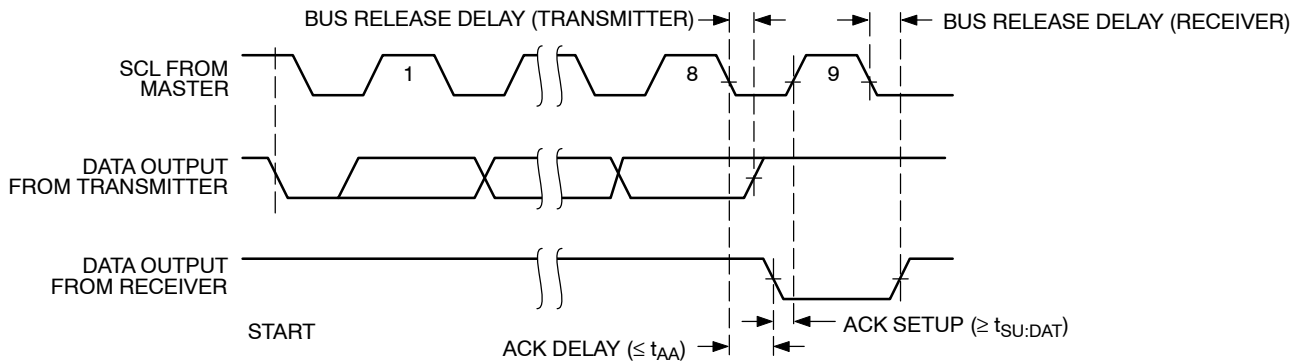 BUS RELEASE DELAY (TRANSMITTER)
BUS RELEASE DELAY (RECEIVER)
SCL FROM
MASTER
1
8
9
DATA OUTPUT
FROM TRANSMITTER
DATA OUTPUT
FROM RECEIVER
START
ACK SETUP (≥ tSU:DAT)
ACK DELAY (≤ tAA)